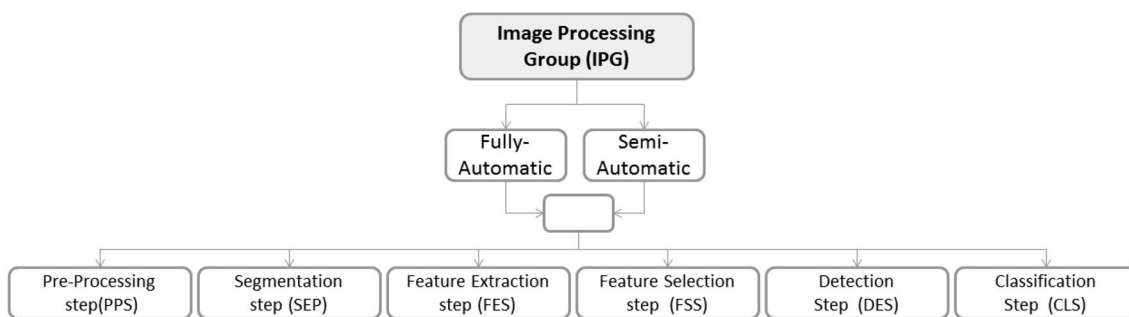 Image Processing
Group (IPG)
Fully-
Automatic
Semi-
Automatic
Pre-Processing
step(PPS)
Segmentation
step (SEP)
Feature Extraction
step (FES)
Feature Selection
step (FSS)
Detection
Step (DES)
Classification
Step (CLS)